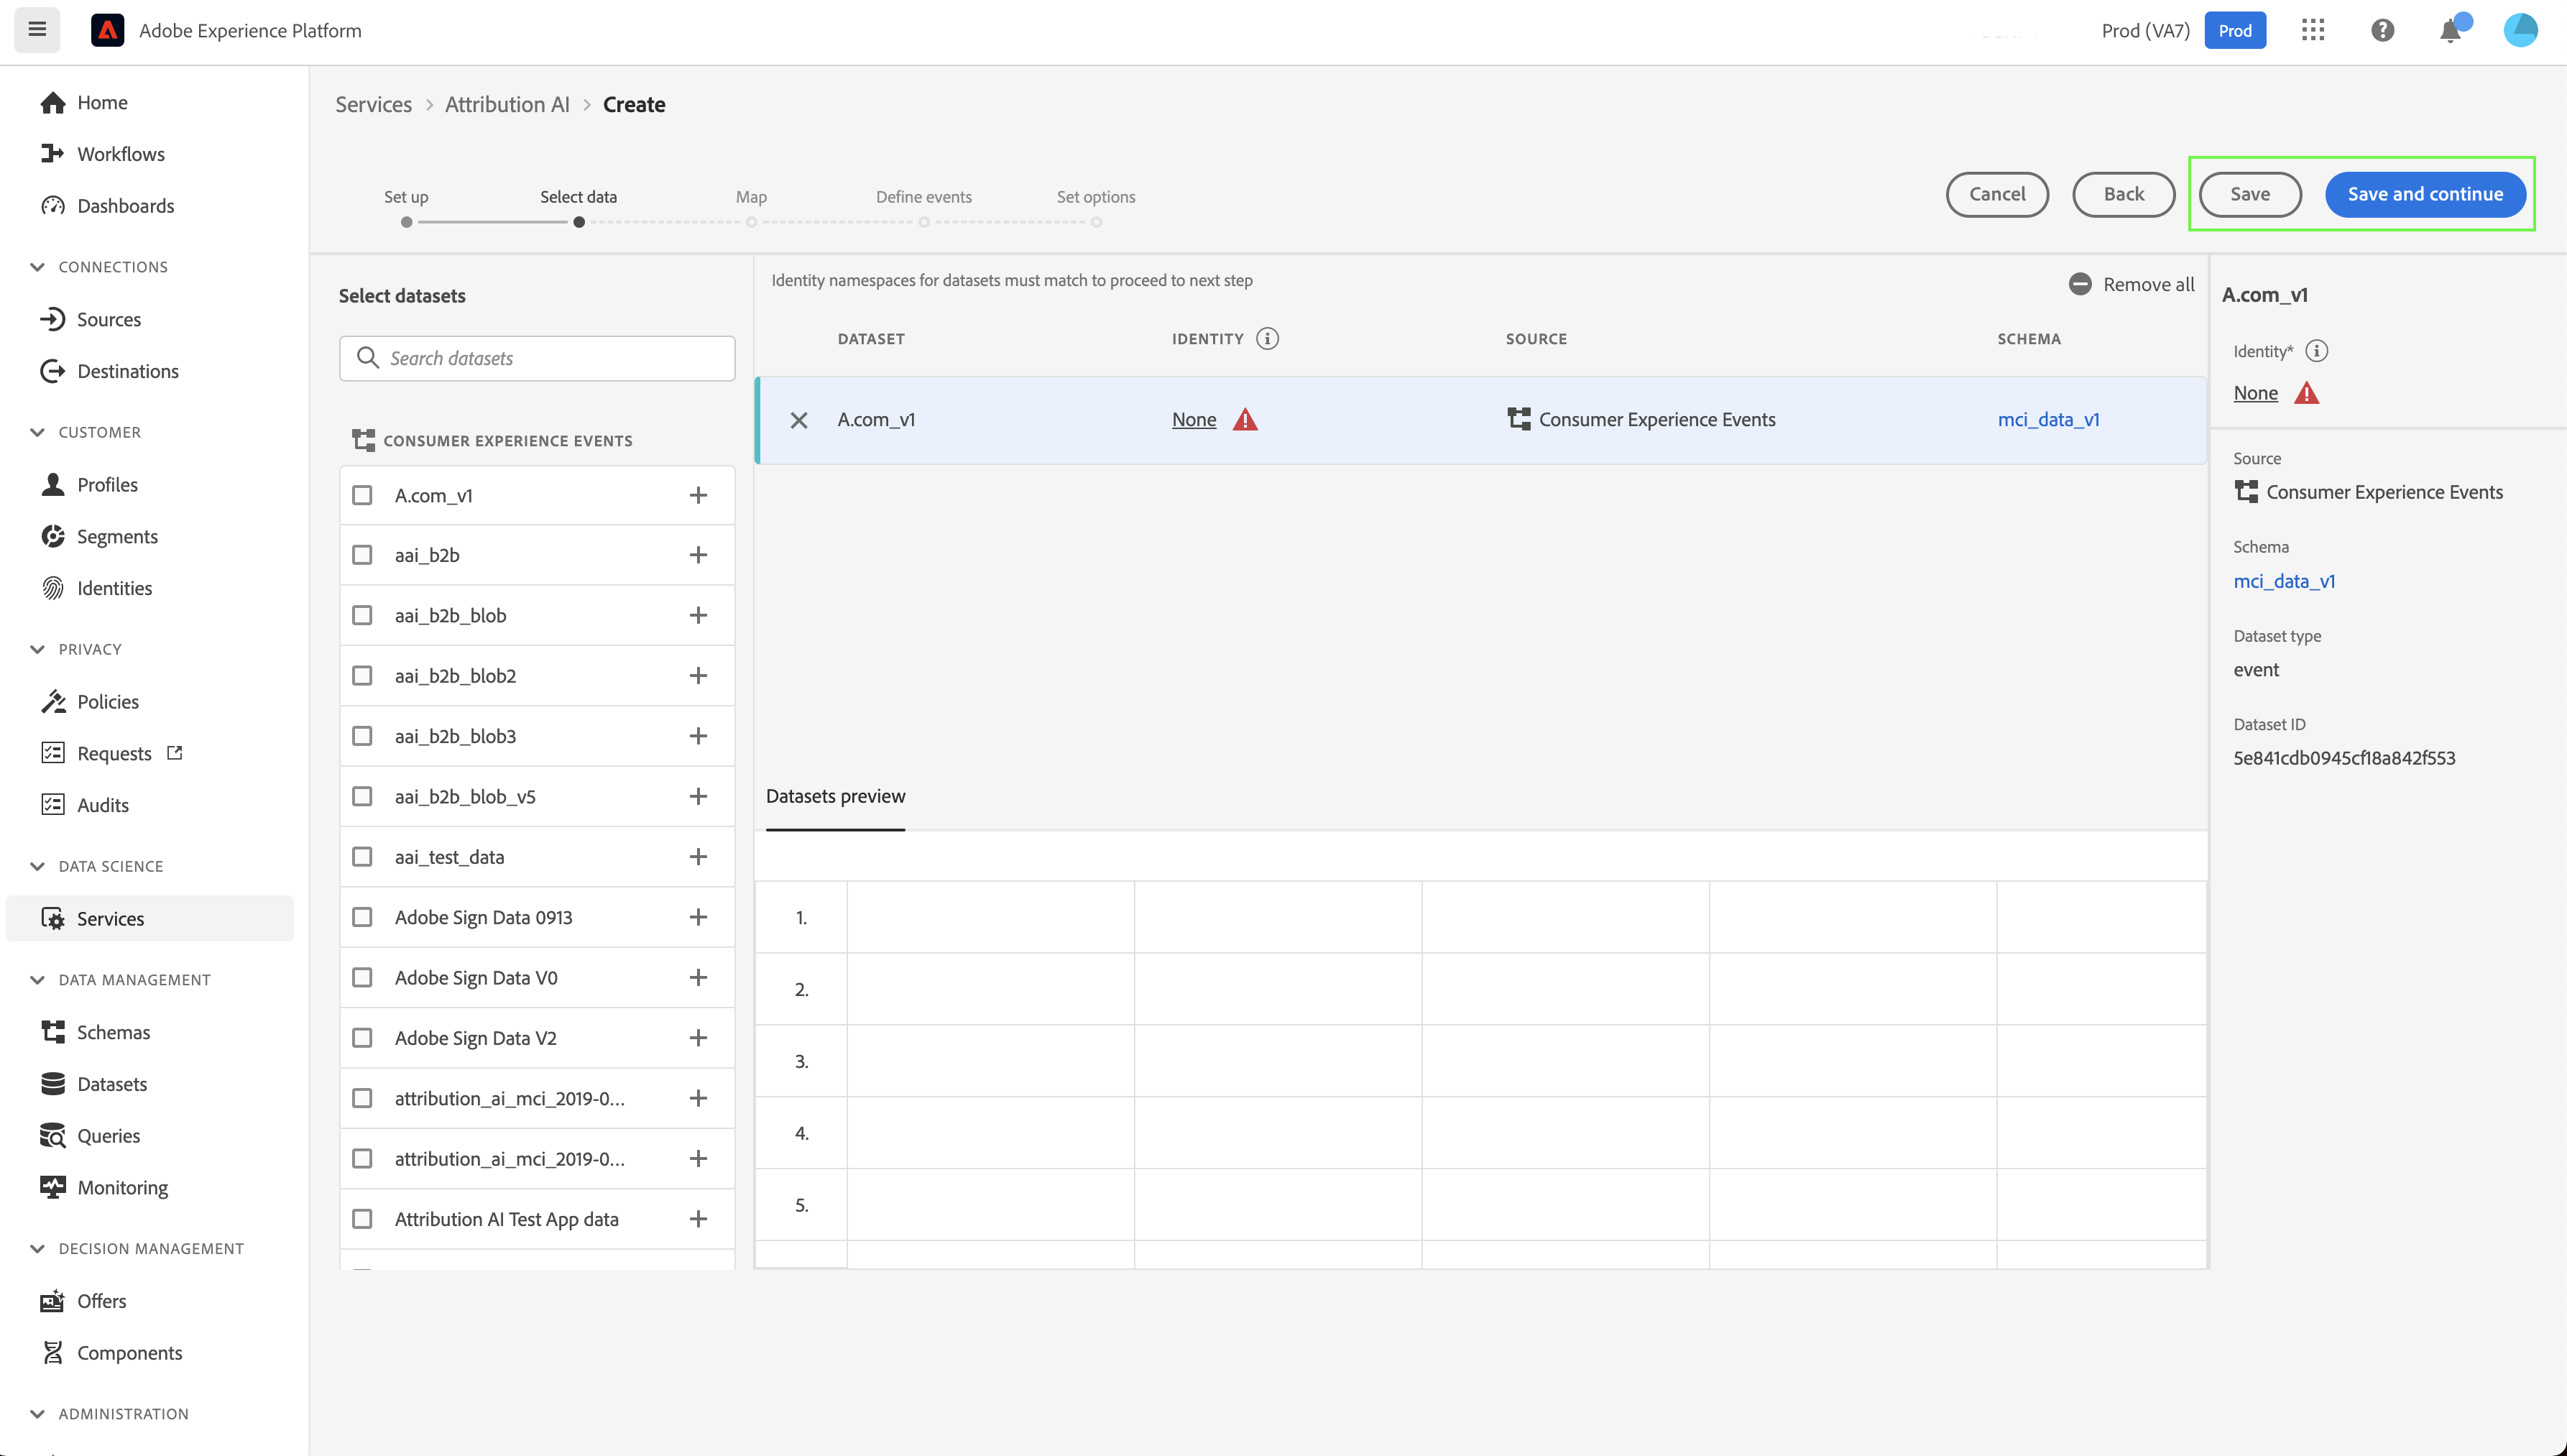 Adobe Experience Platform
Prod (VA7)
Prod
Home
Workflows
Dashboards
CONNECTIONS
Sources
Destinations
CUSTOMER
Profiles
Segments
Identities
PRIVACY
Policies
Requests
Audits
DATA SCIENCE
Services
DATA MANAGEMENT
Schemas
Datasets
Queries
Monitoring
DECISION MANAGEMENT
Offers
Components
ADMINISTRATION
Services > Attribution AI > Create
Set up
Select data
Map
Define events
Set options
Cancel
Back
Save
Save and continue
Select datasets
Search datasets
CONSUMER EXPERIENCE EVENTS
A.com_v1
aai_b2b
aai_b2b_blob
aai_b2b_blob2
aai_b2b_blob3
aai_b2b_blob_v5
aai_test_data
Adobe Sign Data 0913
Adobe Sign Data V0
Adobe Sign Data V2
attribution_ai_mci_2019-0...
attribution_ai_mci_2019-0...
Attribution AI Test App data
Identity namespaces for datasets must match to proceed to next step
Remove all
DATASET IDENTITY SOURCE SCHEMA
A.com_v1 None Consumer Experience Events mci_data_v1
Datasets preview
1.
2.
3.
4.
5.
A.com_v1
Identity*
None
Source
Consumer Experience Events
Schema
mci_data_v1
Dataset type
event
Dataset ID
5e841cdb0945cf18a842f553